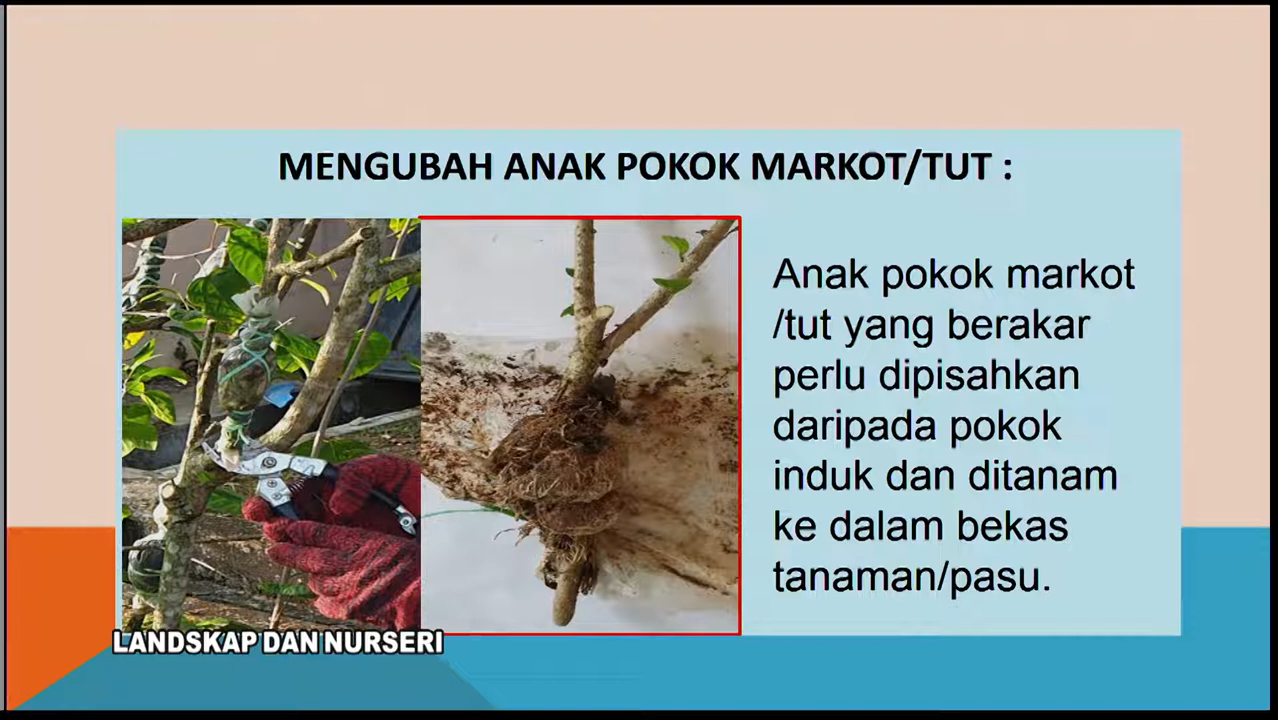 MENGUBAH ANAK POKOK MARKOT/TUT :
Anak pokok markot
/tut yang berakar
perlu dipisahkan
daripada pokok
induk dan ditanam
ke dalam bekas
tanaman/pasu.
LANDSKAP DAN NURSERI